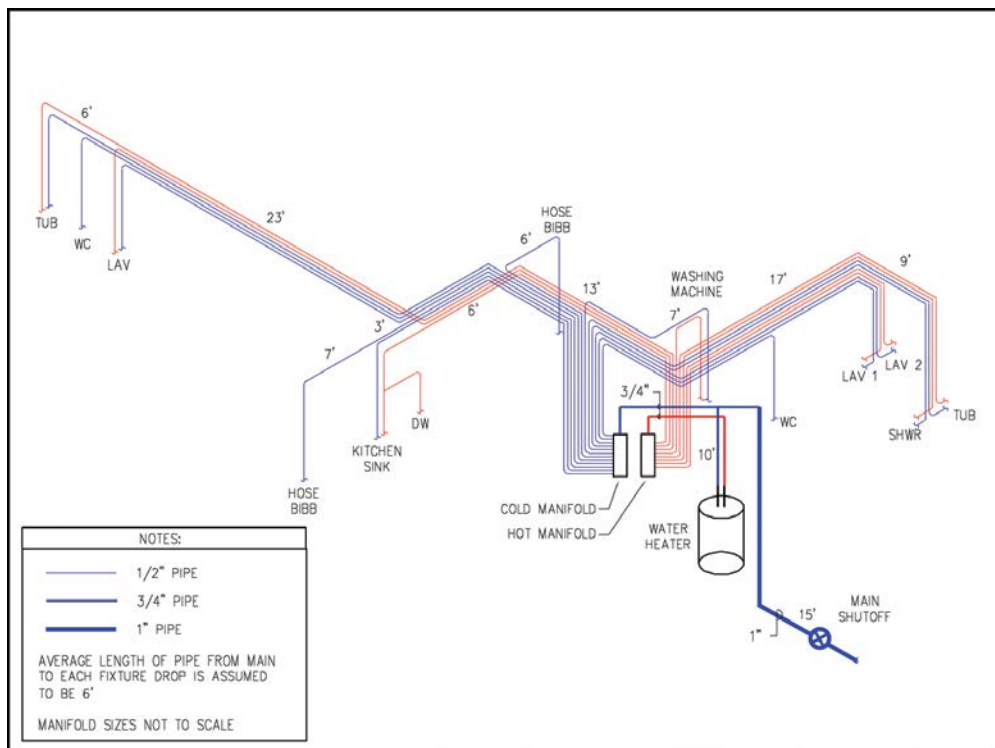 6'
TUB
WC
LAV
23'
HOSE
BIBB
6'
13'
WASHING
MACHINE
7'
17'
9'
3'
6'
7'
LAV 1
LAV 2
3/4"
DW
KITCHEN
SINK
WC
SHWR
TUB
10'
HOSE
BIBB
COLD MANIFOLD
HOT MANIFOLD
WATER
HEATER
MAIN
SHUTOFF
15'
1"
NOTES:
1/2" PIPE
3/4" PIPE
1" PIPE
AVERAGE LENGTH OF PIPE FROM MAIN
TO EACH FIXTURE DROP IS ASSUMED
TO BE 6'
MANIFOLD SIZES NOT TO SCALE